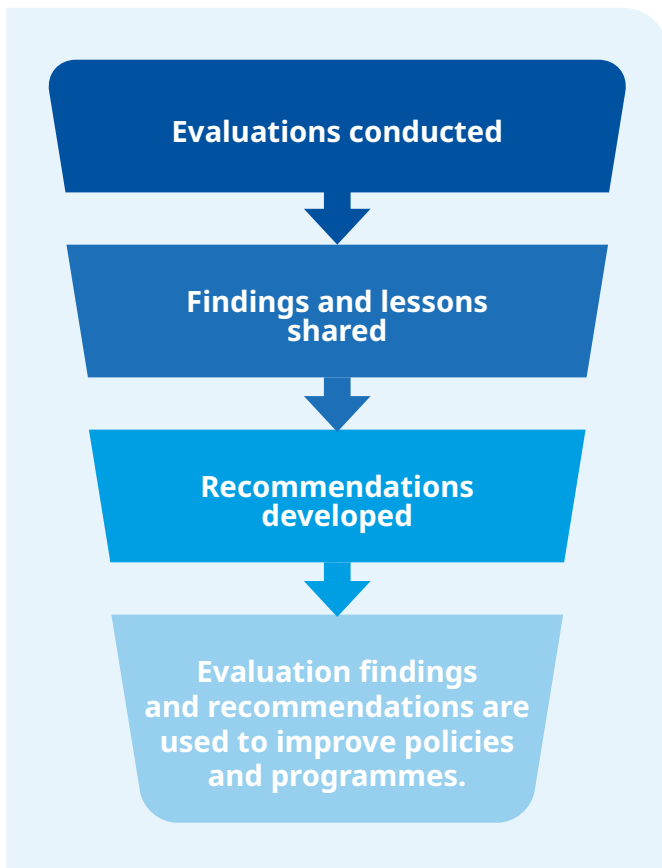 Evaluations conducted
Findings and lessons
shared
Recommendations
developed
Evaluation findings
and recommendations are
used to improve policies
and programmes.